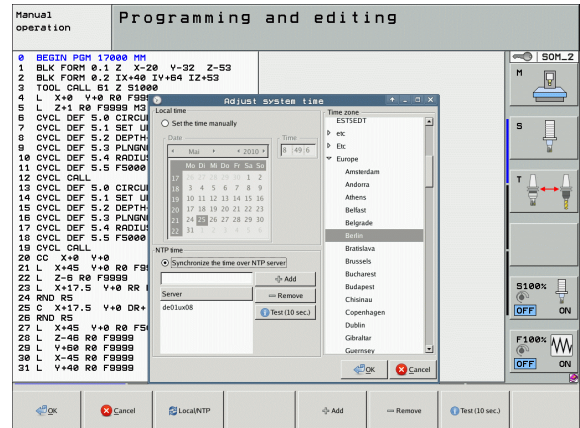 Manual operation
Programming and editing
0 BEGIN PGM 17000 MM
1 BLK FORM 0.1 Z X-20 Y-32 Z-53
2 BLK FORM 0.2 IX+40 IY+64 IZ+53
3 TOOL CALL 61 Z S1000
4 L X+0 Y+0 R0 F999
5 L Z+1 R0 F9999 M3
6 CYCL DEF 5.0 CIRCU
7 CYCL DEF 5.1 SET U
8 CYCL DEF 5.2 DEPTH
9 CYCL DEF 5.3 PLNGN
10 CYCL DEF 5.4 RADIU
11 CYCL DEF 5.5 F5000
12 CYCL CALL
13 CYCL DEF 5.0 CIRCU
14 CYCL DEF 5.1 SET U
15 CYCL DEF 5.2 DEPTH
16 CYCL DEF 5.3 PLNGN
17 CYCL DEF 5.4 RADIU
18 CYCL DEF 5.5 F5000
19 CYCL CALL
20 CC X+0 Y+0
21 L X+45 Y+0 R0 F9
22 L Z-6 R0 F9999
23 L X+17.5 Y+0 RR
24 RND R5
25 C X+17.5 Y+0 DR+
26 RND R5
27 L X+45 Y+0 R0 F5
28 L Z-46 R0 F9999
29 L Y+60 R0 F9999
30 L X-45 R0 F9999
31 L Y+40 R0 F9999
Adjust system time
Local time
Set the time manually
Date
Mai 2010
Mo Di Mi Do Fr Sa So
17 26 27 28 29 30 1 2
18 3 4 5 6 7 8 9
19 10 11 12 13 14 15 16
20 17 18 19 20 21 22 23
21 24 25 26 27 28 29 30
22 31 1 2 3 4 5 6
Time
8 :49:6
NTP time
Synchronize the time over NTP server
Add
Server
Remove
de01ux08
Test (10 sec.)
Time zone
EST5EDT
etc
Etc
Europe
Amsterdam
Andorra
Athens
Belfast
Belgrade
Berlin
Bratislava
Brussels
Bucharest
Budapest
Chisinau
Copenhagen
Dublin
Gibraltar
Guernsey
OK
Cancel
SOM_2
M
S
T
S100%
OFF ON
F100%
OFF ON
OK
Cancel
Local/NTP
Add
Remove
Test (10 sec.)